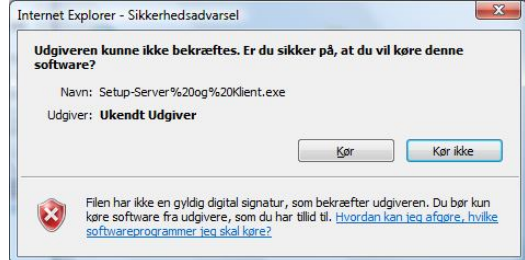 Internet Explorer - Sikkerhedsadvarsel
Udgiveren kunne ikke bekræftes. Er du sikker på, at du vil køre denne
software?
Navn: Setup-Server%20og%20Klient.exe
Udgiver: Ukendt Udgiver
Kør Kør ikke
Filen har ikke en gyldig digital signatur, som bekræfter udgiveren. Du bør kun
køre software fra udgivere, som du har tillid til. Hvordan kan jeg afgøre, hvilke
softwareprogrammer jeg skal køre?